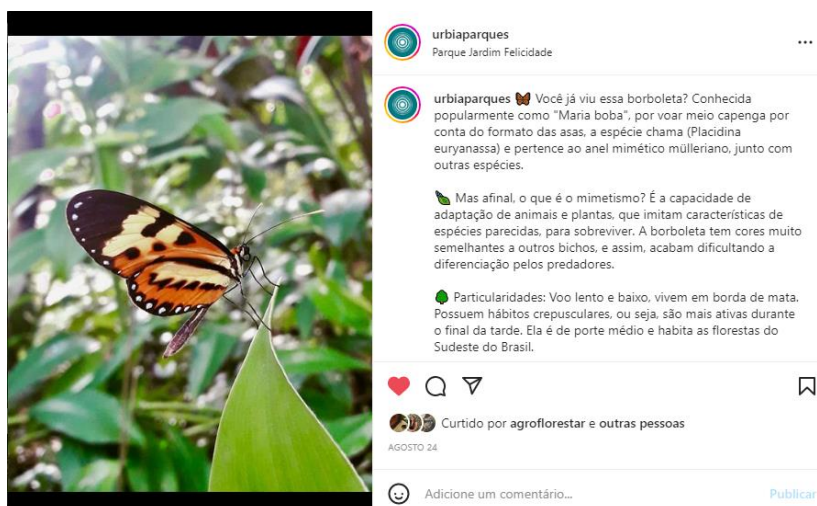 urbiaparques
Parque Jardim Felicidade
urbiaparques 🦋 Você já viu essa borboleta? Conhecida
popularmente como "Maria boba", por voar meio capenga por
conta do formato das asas, a espécie chama (Placidina
euryanassa) e pertence ao anel mimético mülleriano, junto com
outras espécies.
Mas afinal, o que é o mimetismo? É a capacidade de
adaptação de animais e plantas, que imitam características de
espécies parecidas, para sobreviver. A borboleta tem cores muito
semelhantes a outros bichos, e assim, acabam dificultando a
diferenciação pelos predadores.
Particularidades: Voo lento e baixo, vivem em borda de mata.
Possuem hábitos crepusculares, ou seja, são mais ativas durante
o final da tarde. Ela é de porte médio e habita as florestas do
Sudeste do Brasil.
Curtido por agroflorestar e outras pessoas
AGOSTO 24
Adicione um comentário... Publicar